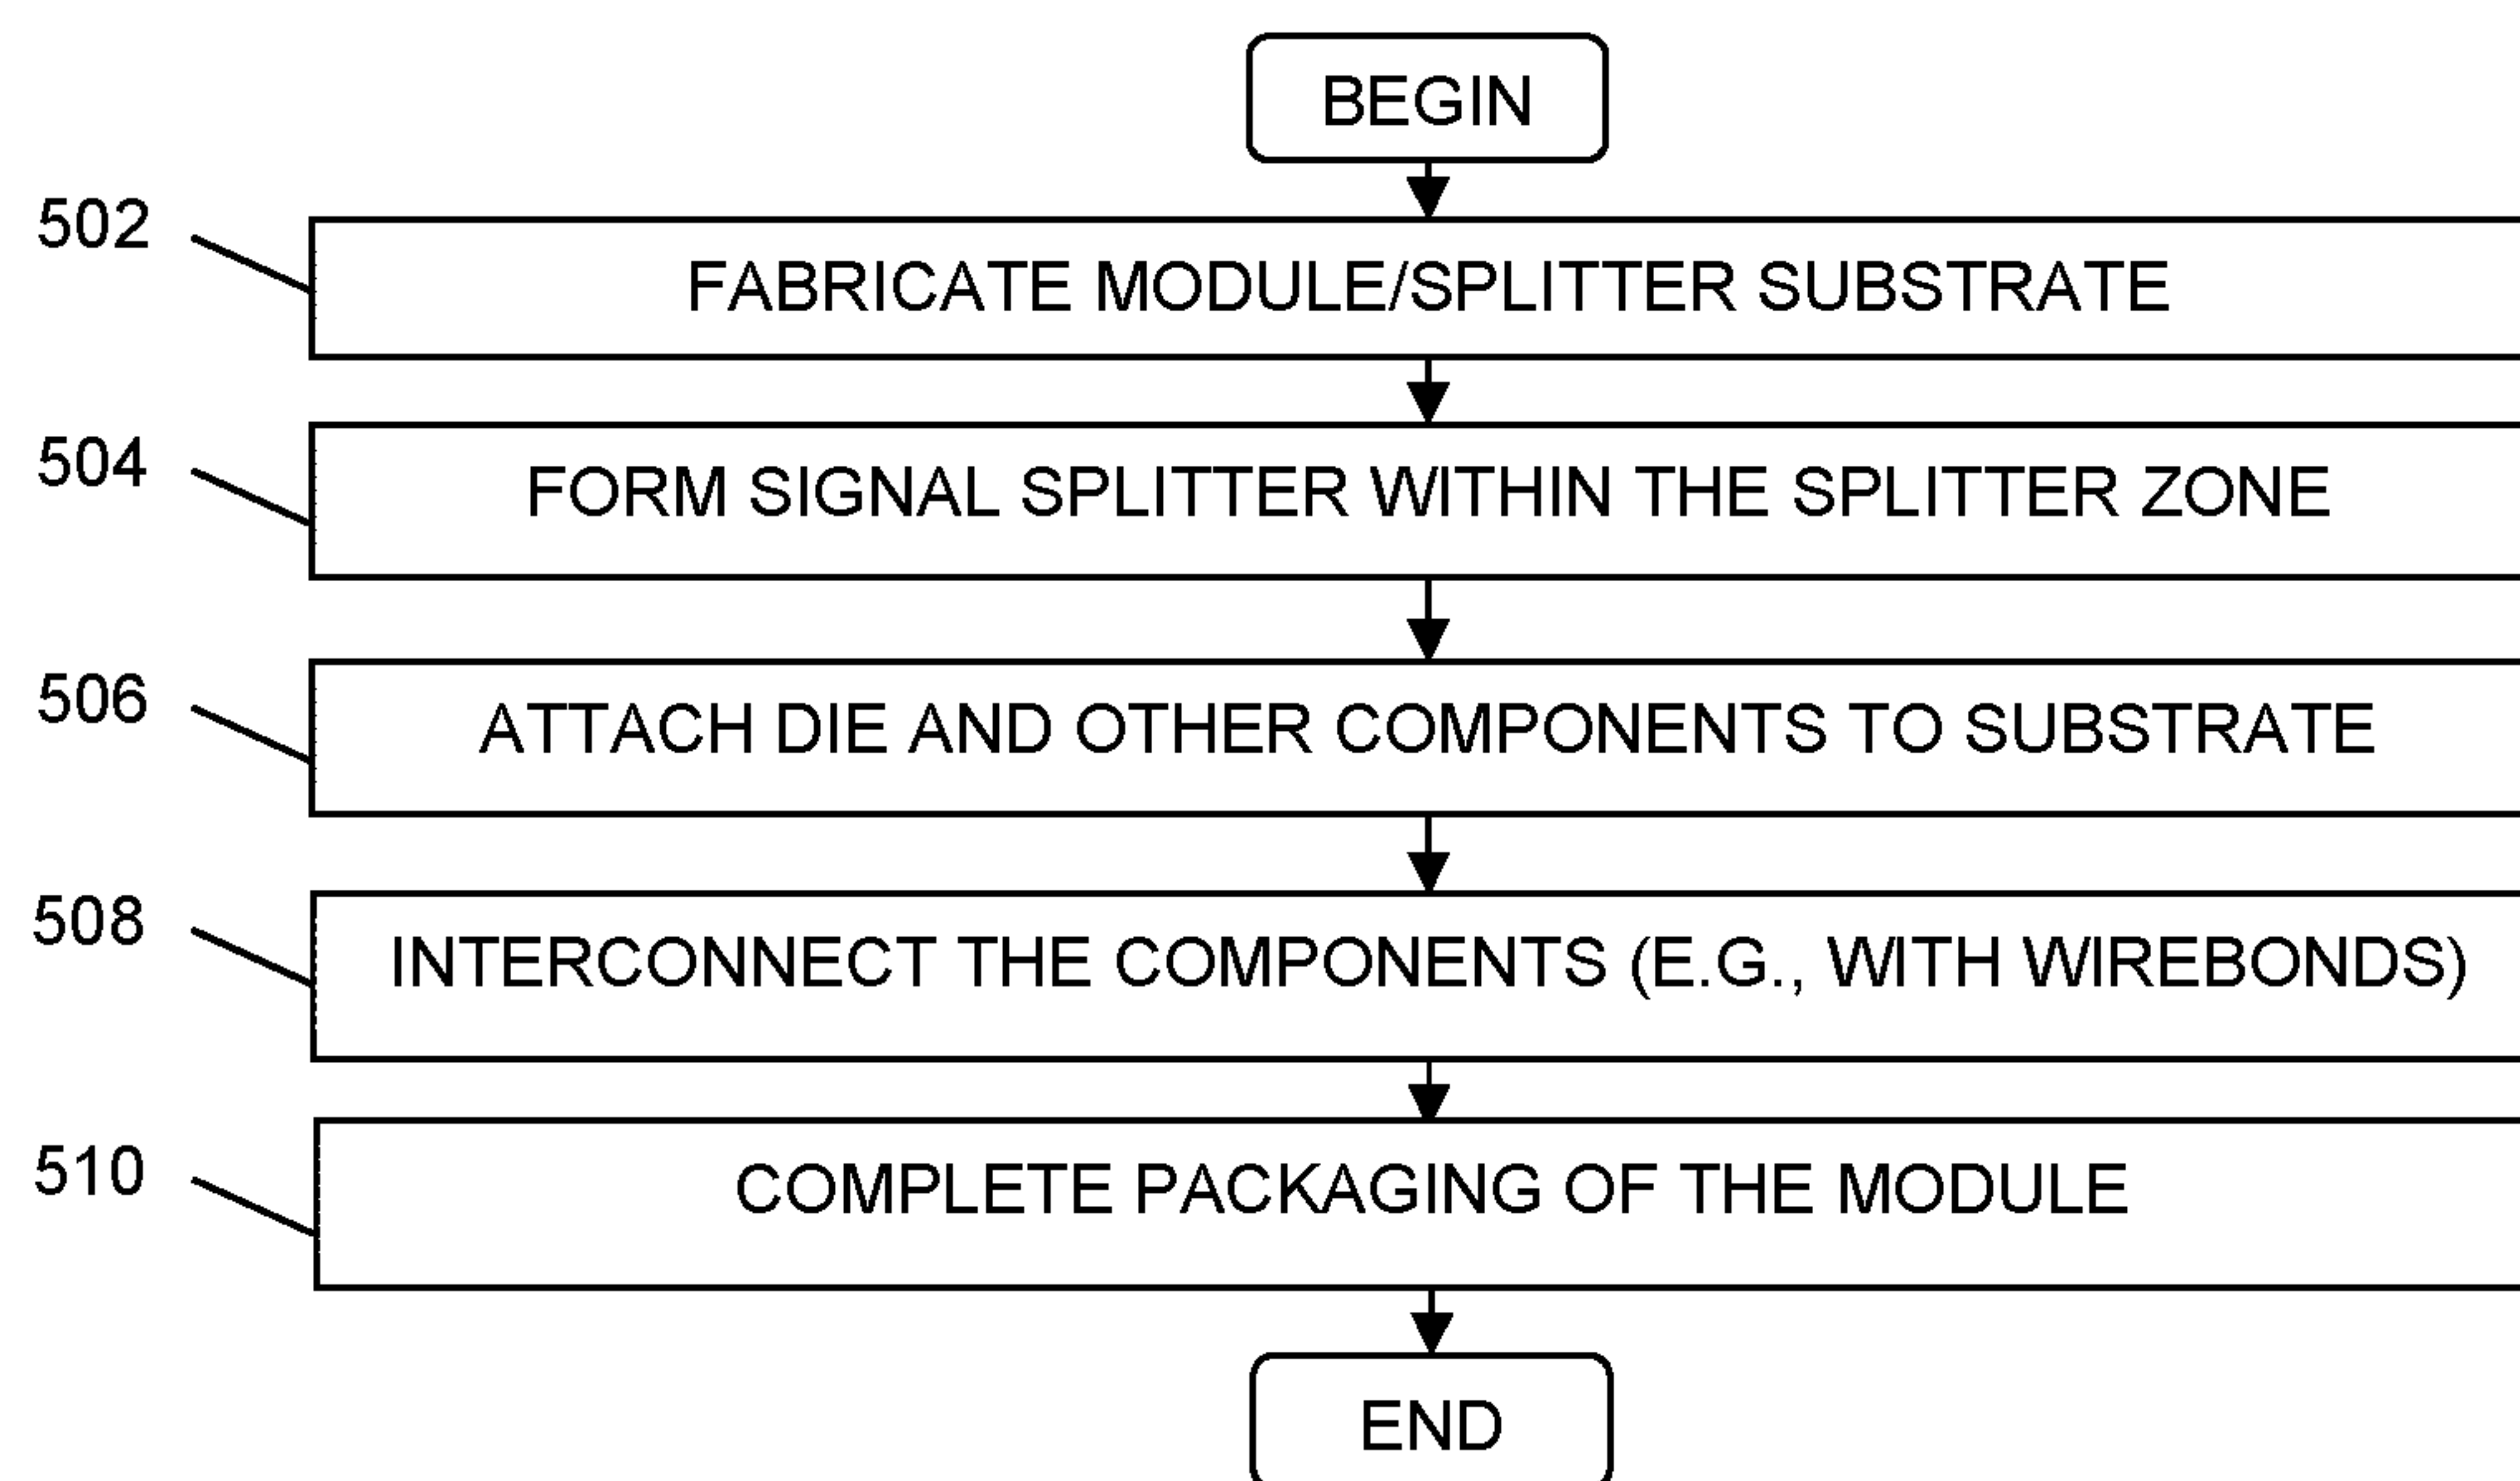 BEGIN
502
FABRICATE MODULE/SPLITTER SUBSTRATE
504
FORM SIGNAL SPLITTER WITHIN THE SPLITTER ZONE
506
ATTACH DIE AND OTHER COMPONENTS TO SUBSTRATE
508
INTERCONNECT THE COMPONENTS (E.G., WITH WIREBONDS)
510
COMPLETE PACKAGING OF THE MODULE
END